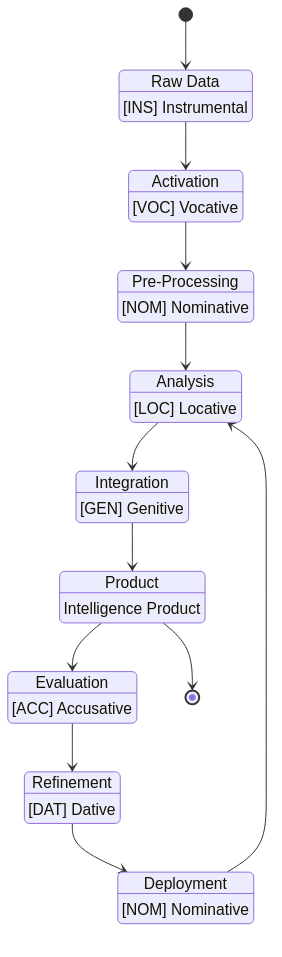 Raw Data
[INS] Instrumental
Activation
[VOC] Vocative
Pre-Processing
[NOM] Nominative
Analysis
[LOC] Locative
Integration
[GEN] Genitive
Product
Intelligence Product
Evaluation
[ACC] Accusative
Refinement
[DAT] Dative
Deployment
[NOM] Nominative